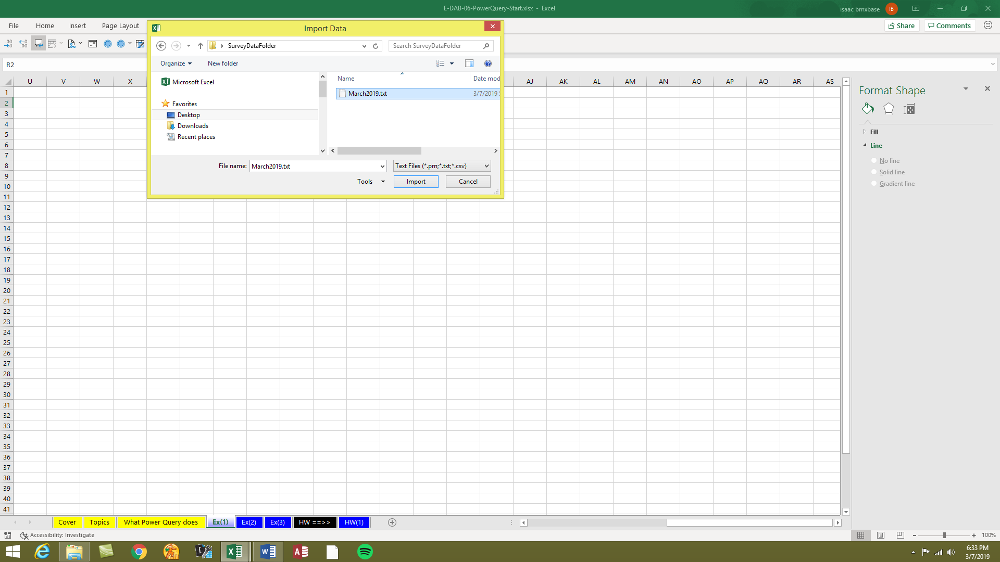 E-DAB-06-PowerQuery-Start.xlsx - Excel
isaac bmxbase
IB
File Home Insert Page Layout
Share Comments
Import Data
SurveyDataFolder
Search SurveyDataFolder
Organize New folder
R2
Microsoft Excel
Favorites
Desktop
Downloads
Recent places
Name Date mod
March2019.txt 3/7/2019
File name: March2019.txt
Text Files (*.prn;*.txt;*.csv)
Tools Import Cancel
U V W X AJ AK AL AM AN AO AP AQ AR AS
1
2
3
4
5
6
7
8
9
10
11
12
13
14
15
16
17
18
19
20
21
22
23
24
25
26
27
28
29
30
31
32
33
34
35
36
37
38
39
40
41
Format Shape
Fill
Line
No line
Solid line
Gradient line
Cover Topics What Power Query does Ex(1) Ex(2) Ex(3) HW ==>> HW(1)
Accessibility: Investigate
100%
6:33 PM
3/7/2019